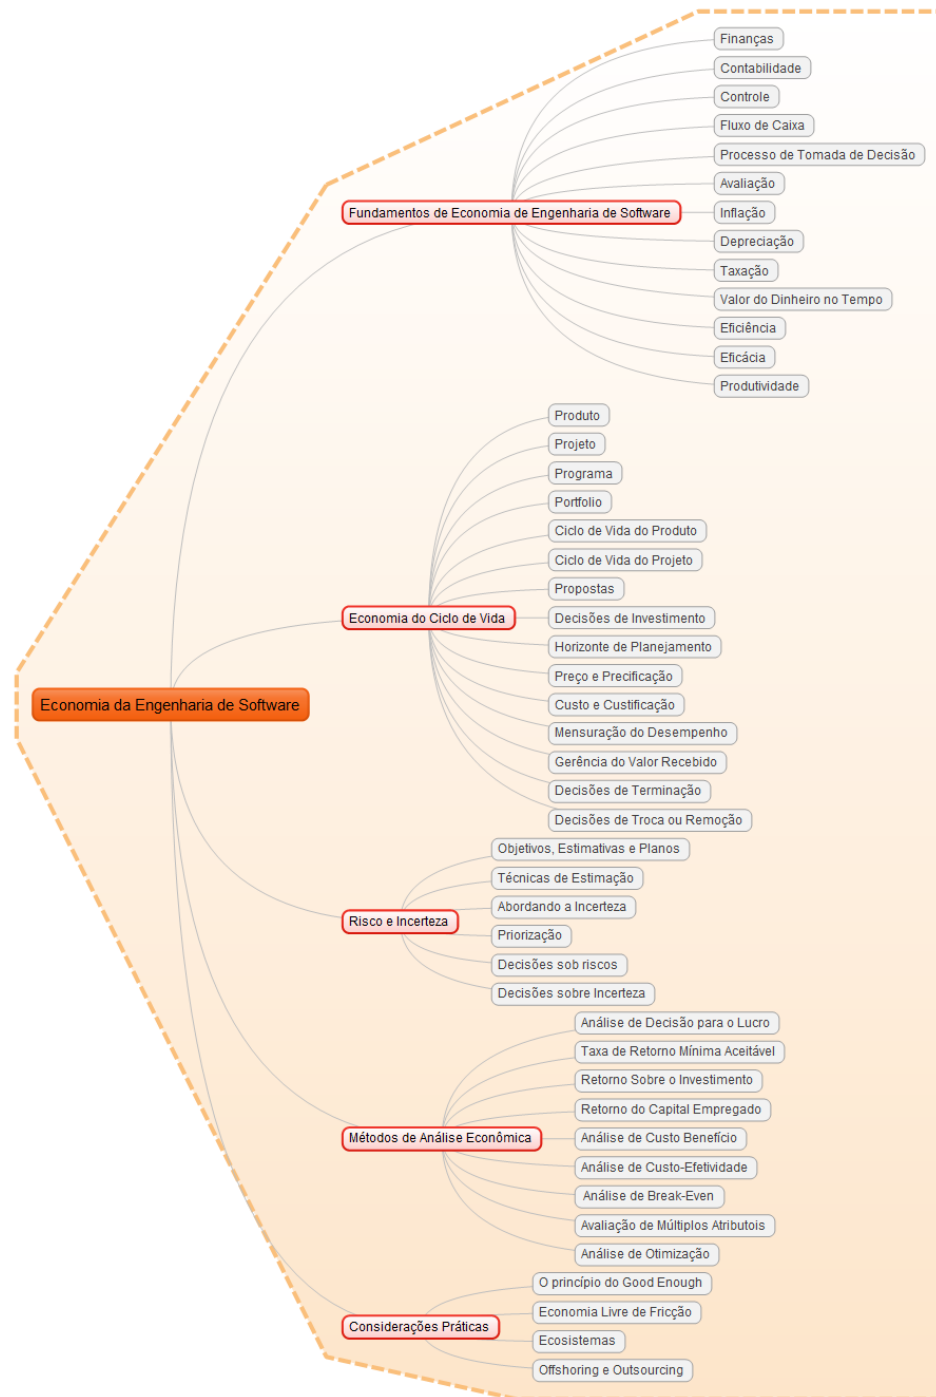 Economia da Engenharia de Software
Fundamentos de Economia de Engenharia de Software
Finanças
Contabilidade
Controle
Fluxo de Caixa
Processo de Tomada de Decisão
Avaliação
Inflação
Depreciação
Taxação
Valor do Dinheiro no Tempo
Eficiência
Eficácia
Produtividade
Economia do Ciclo de Vida
Produto
Projeto
Programa
Portfolio
Ciclo de Vida do Produto
Ciclo de Vida do Projeto
Propostas
Decisões de Investimento
Horizonte de Planejamento
Preço e Precificação
Custo e Custificação
Mensuração do Desempenho
Gerência do Valor Recebido
Decisões de Terminação
Decisões de Troca ou Remoção
Risco e Incerteza
Objetivos, Estimativas e Planos
Técnicas de Estimação
Abordando a Incerteza
Priorização
Decisões sob riscos
Decisões sobre Incerteza
Métodos de Análise Econômica
Análise de Decisão para o Lucro
Taxa de Retorno Mínima Aceitável
Retorno Sobre o Investimento
Retorno do Capital Empregado
Análise de Custo Benefício
Análise de Custo-Efetividade
Análise de Break-Even
Avaliação de Múltiplos Atributois
Análise de Otimização
Considerações Práticas
O princípio do Good Enough
Economia Livre de Fricção
Ecosistemas
Offshoring e Outsourcing